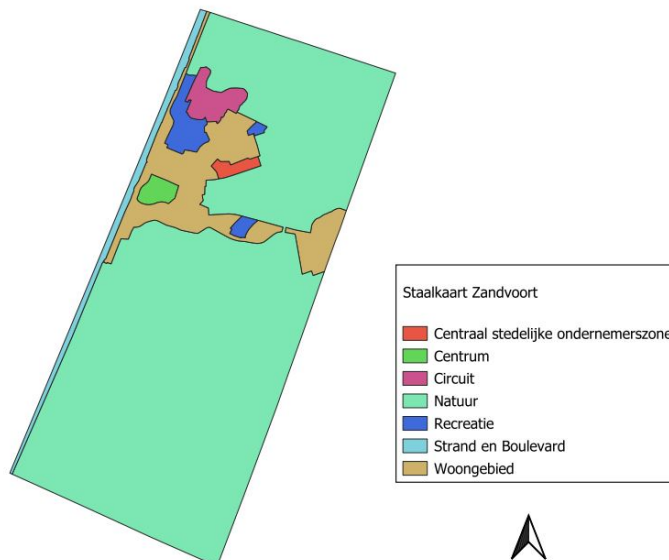 Staalkaart Zandvoort
Centraal stedelijke ondernemerszone
Centrum
Circuit
Natuur
Recreatie
Strand en Boulevard
Woongebied